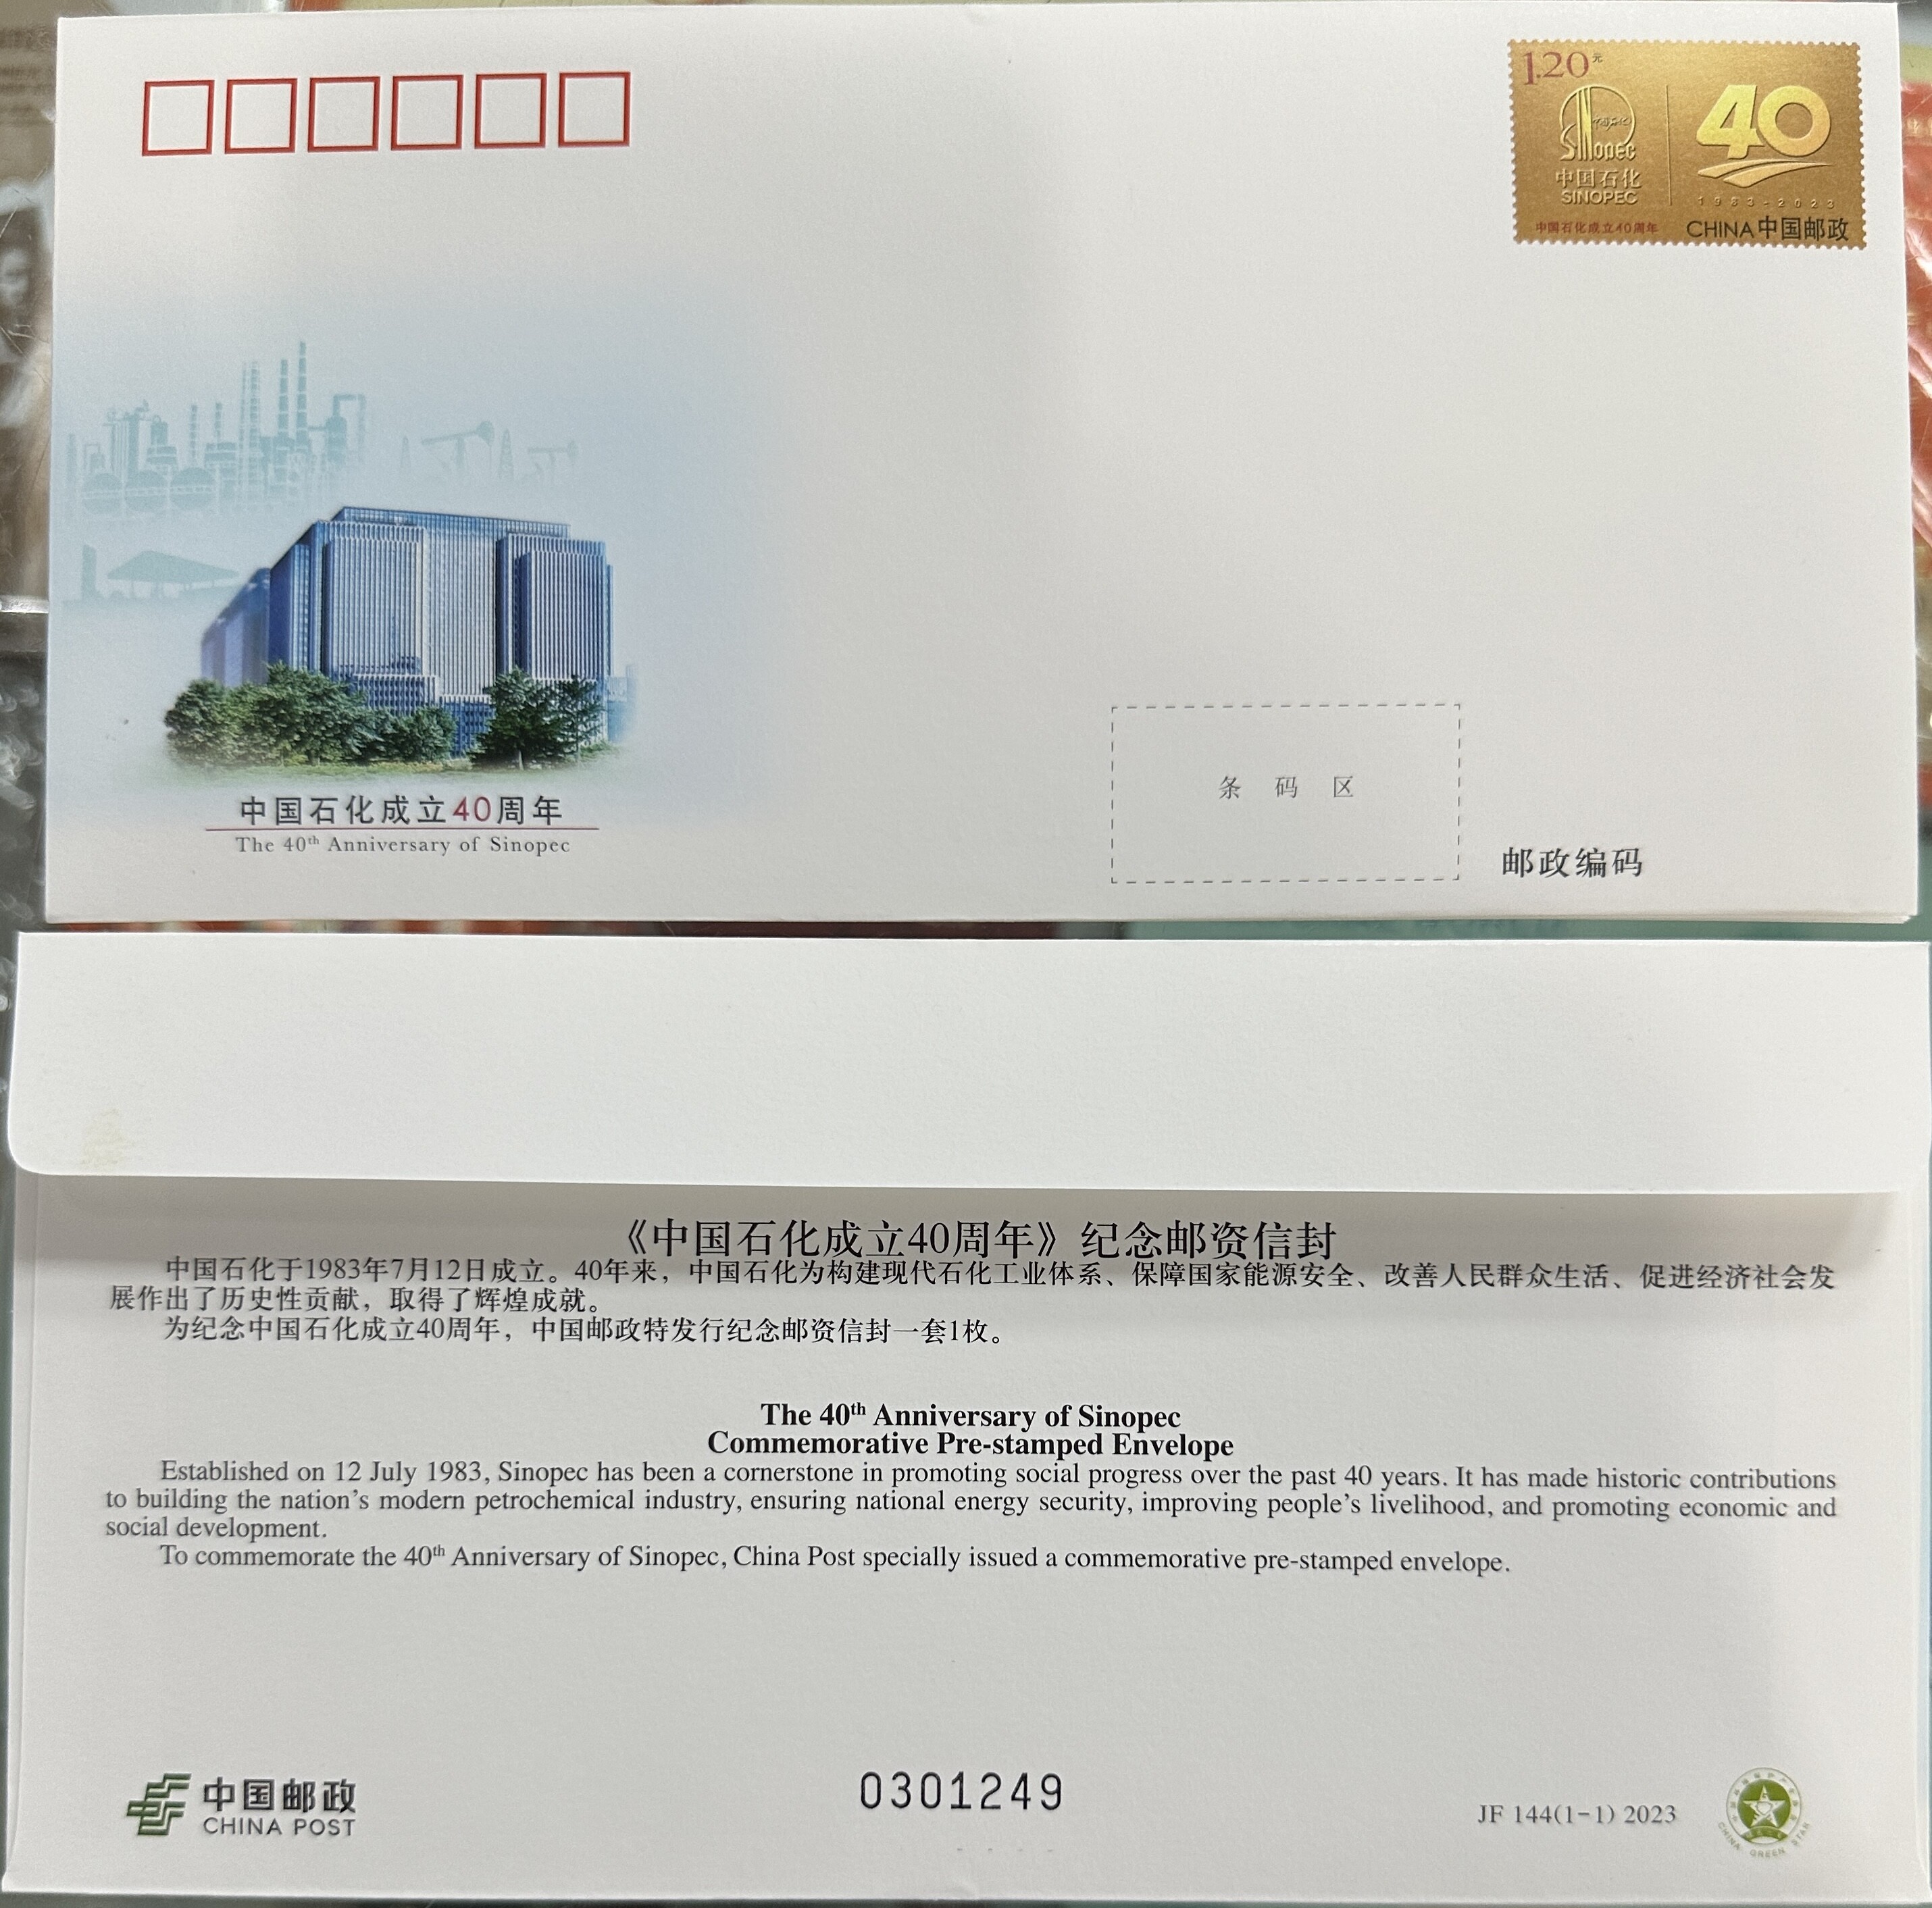 1.20元
中国石化
SINOPEC
中国石化
SINOPEC
40
1983-2023
中国石化成立40周年
CHINA中国邮政
中国石化成立40周年
The 40th Anniversary of Sinopec
条 码 区
邮政编码
《中国石化成立40周年》纪念邮资信封
中国石化于1983年7月12日成立。40年来，中国石化为构建现代石化工业体系、保障国家能源安全、改善人民群众生活、促进经济社会发
展作出了历史性贡献，取得了辉煌成就。
为纪念中国石化成立40周年，中国邮政特发行纪念邮资信封一套1枚。
The 40th Anniversary of Sinopec
Commemorative Pre-stamped Envelope
Established on 12 July 1983, Sinopec has been a cornerstone in promoting social progress over the past 40 years. It has made historic contributions
to building the nation's modern petrochemical industry, ensuring national energy security, improving people's livelihood, and promoting economic and
social development.
To commemorate the 40th Anniversary of Sinopec, China Post specially issued a commemorative pre-stamped envelope.
中国邮政
CHINA POST
0301249
JF 144(1-1) 2023
CHINA GREEN STAR